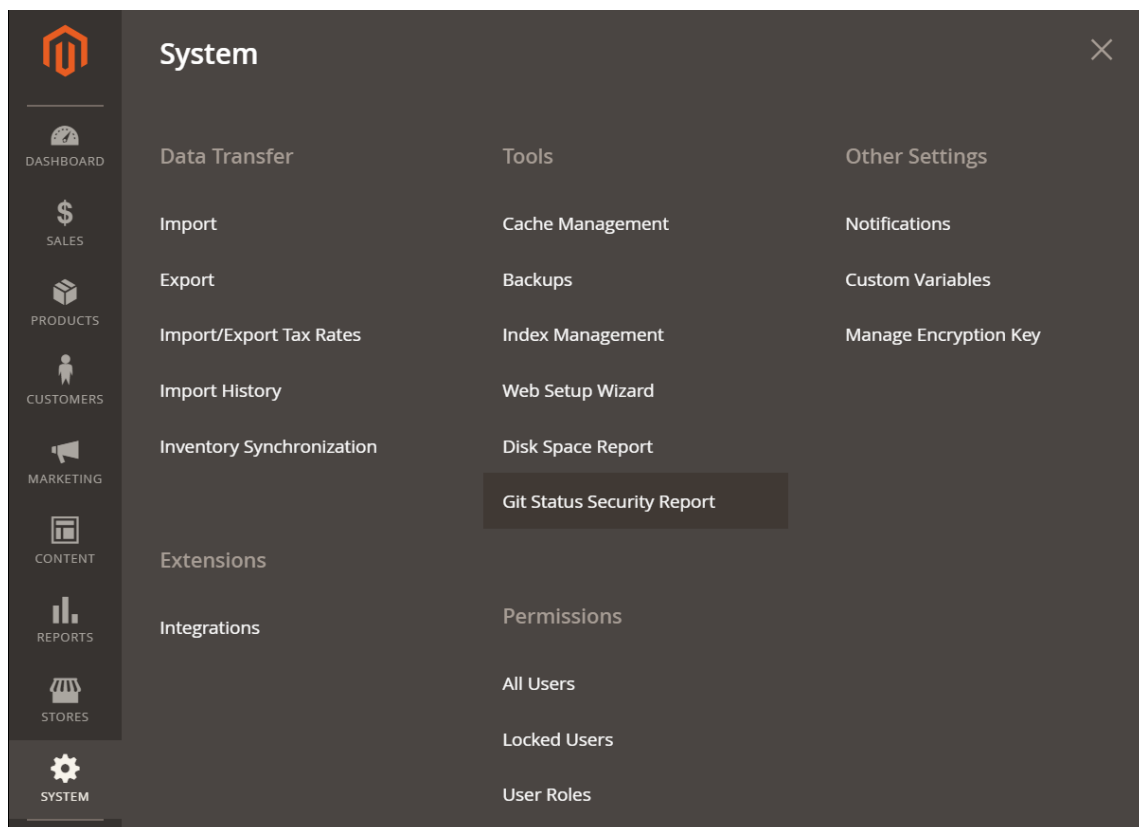 System
DASHBOARD
SALES
PRODUCTS
CUSTOMERS
MARKETING
CONTENT
REPORTS
STORES
SYSTEM
Data Transfer
Import
Export
Import/Export Tax Rates
Import History
Inventory Synchronization
Extensions
Integrations
Tools
Cache Management
Backups
Index Management
Web Setup Wizard
Disk Space Report
Git Status Security Report
Permissions
All Users
Locked Users
User Roles
Other Settings
Notifications
Custom Variables
Manage Encryption Key